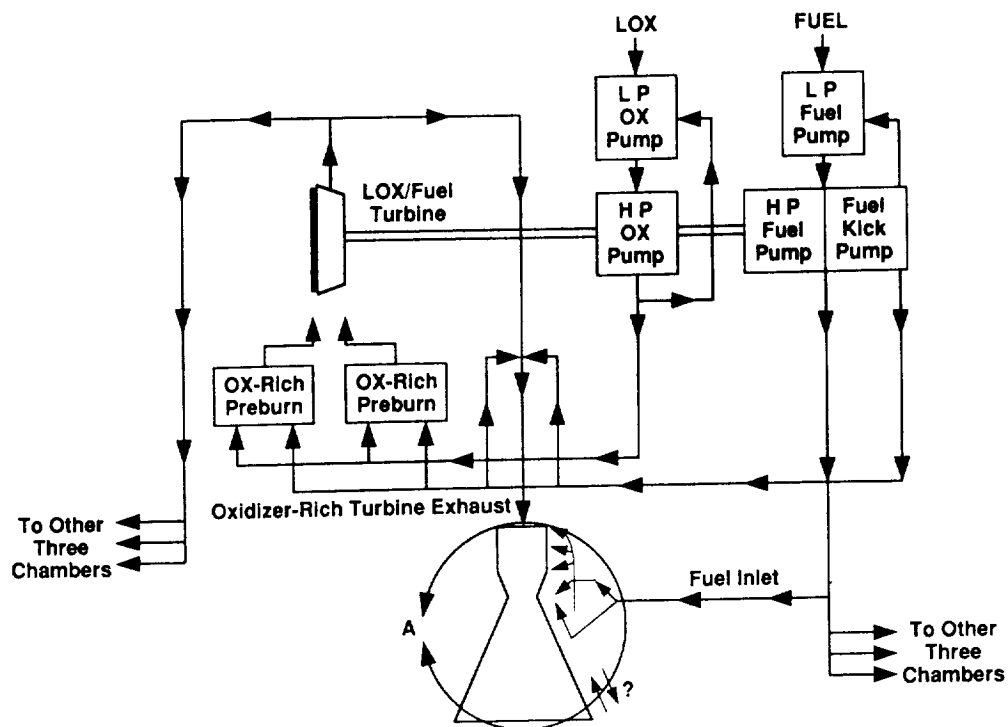 LOX
FUEL
L P
OX
Pump
L P
Fuel
Pump
LOX/Fuel
Turbine
H P
OX
Pump
H P
Fuel
Pump
Fuel
Kick
Pump
OX-Rich
Preburn
OX-Rich
Preburn
Oxidizer-Rich Turbine Exhaust
To Other
Three
Chambers
Fuel Inlet
A
To Other
Three
Chambers
?